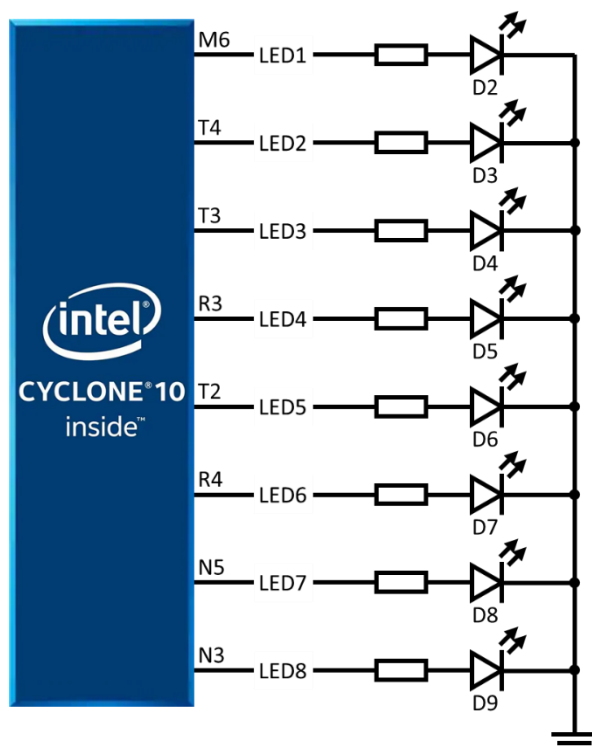 M6
LED1
D2
T4
LED2
D3
T3
LED3
D4
intel®
R3
LED4
D5
CYCLONE® 10
inside™
T2
LED5
D6
R4
LED6
D7
N5
LED7
D8
N3
LED8
D9